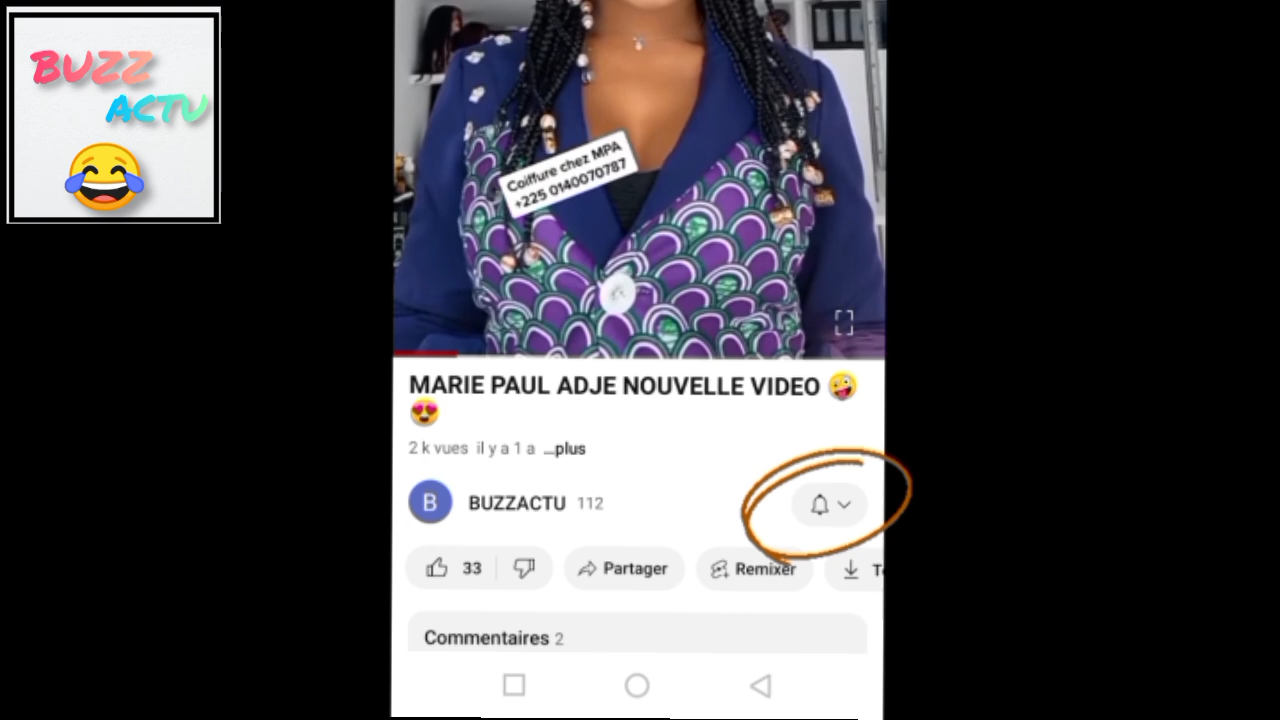 BUZZ
ACTU
Coiffure chez MPA
+225 0140070787
MARIE PAUL ADJE NOUVELLE VIDEO 🤪
😍
2 k vues il y a 1 a ...plus
B BUZZACTU 112
33 Partager Remixer T
Commentaires 2